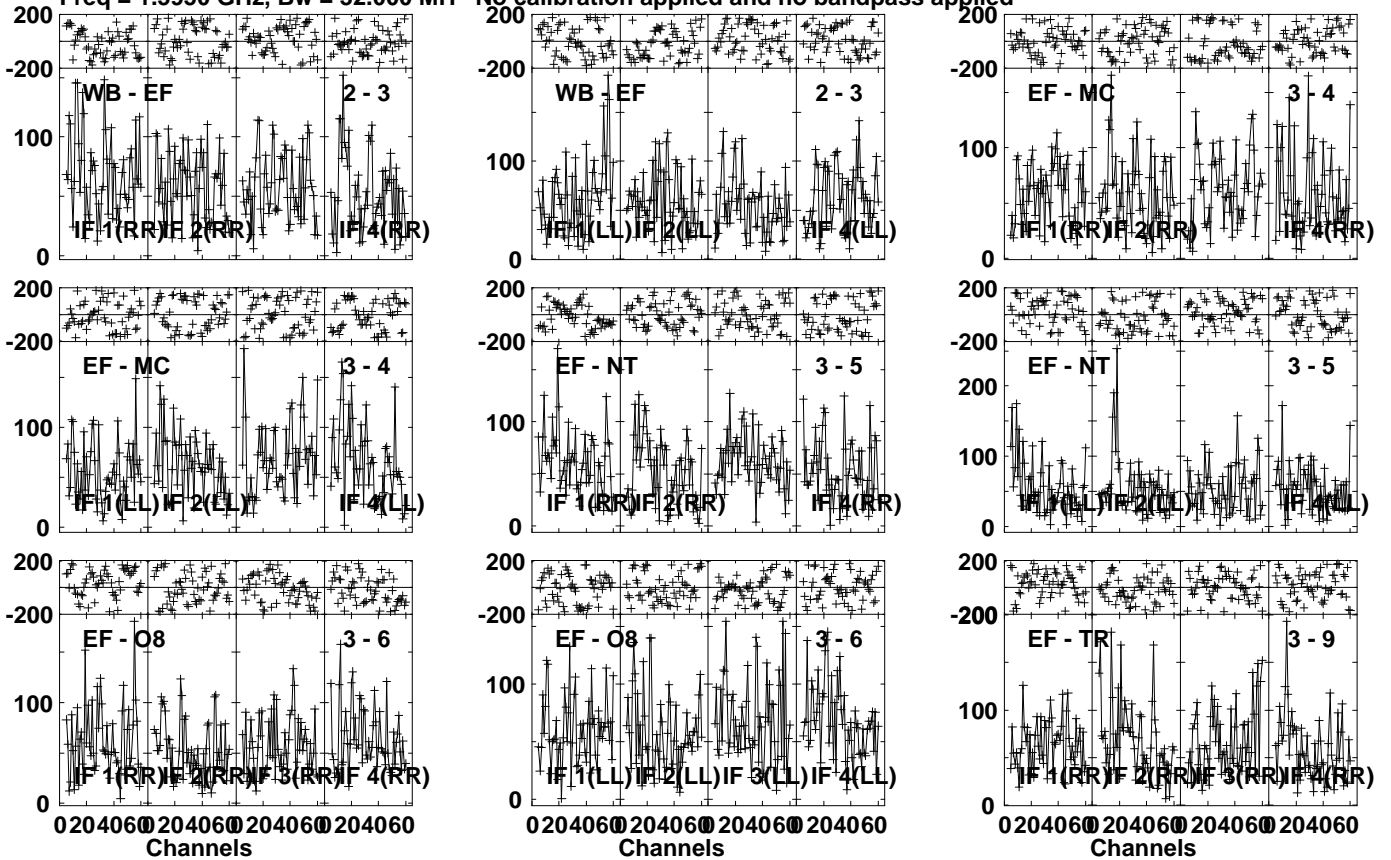 Freq = 1.5950 GHz, Bw = 32.000 MH No calibration applied and no bandpass applied
200
-200
WB - EF 2 - 3
100
IF 1(RR) IF 2(RR) IF 4(RR)
0
WB - EF 2 - 3
100
IF 1(LL) IF 2(LL) IF 4(LL)
0
EF - MC 3 - 4
100
IF 1(RR) IF 2(RR) IF 4(RR)
0
200
-200
EF - MC 3 - 4
100
IF 1(LL) IF 2(LL) IF 4(LL)
0
200
-200
EF - NT 3 - 5
100
IF 1(RR) IF 2(RR) IF 4(RR)
0
200
-200
EF - NT 3 - 5
200
100
IF 1(LL) IF 2(LL) IF 4(LL)
0
200
-200
EF - O8 3 - 6
100
IF 1(RR) IF 2(RR) IF 3(RR) IF 4(RR)
0
200
-200
EF - O8 3 - 6
100
IF 1(LL) IF 2(LL) IF 3(LL) IF 4(LL)
0
200
-200
EF - TR 3 - 9
100
IF 1(RR) IF 2(RR) IF 3(RR) IF 4(RR)
0
0 20 40 60 0 20 40 60 0 20 40 60 0 20 40 60
Channels
0 20 40 60 0 20 40 60 0 20 40 60 0 20 40 60
Channels
0 20 40 60 0 20 40 60 0 20 40 60 0 20 40 60
Channels